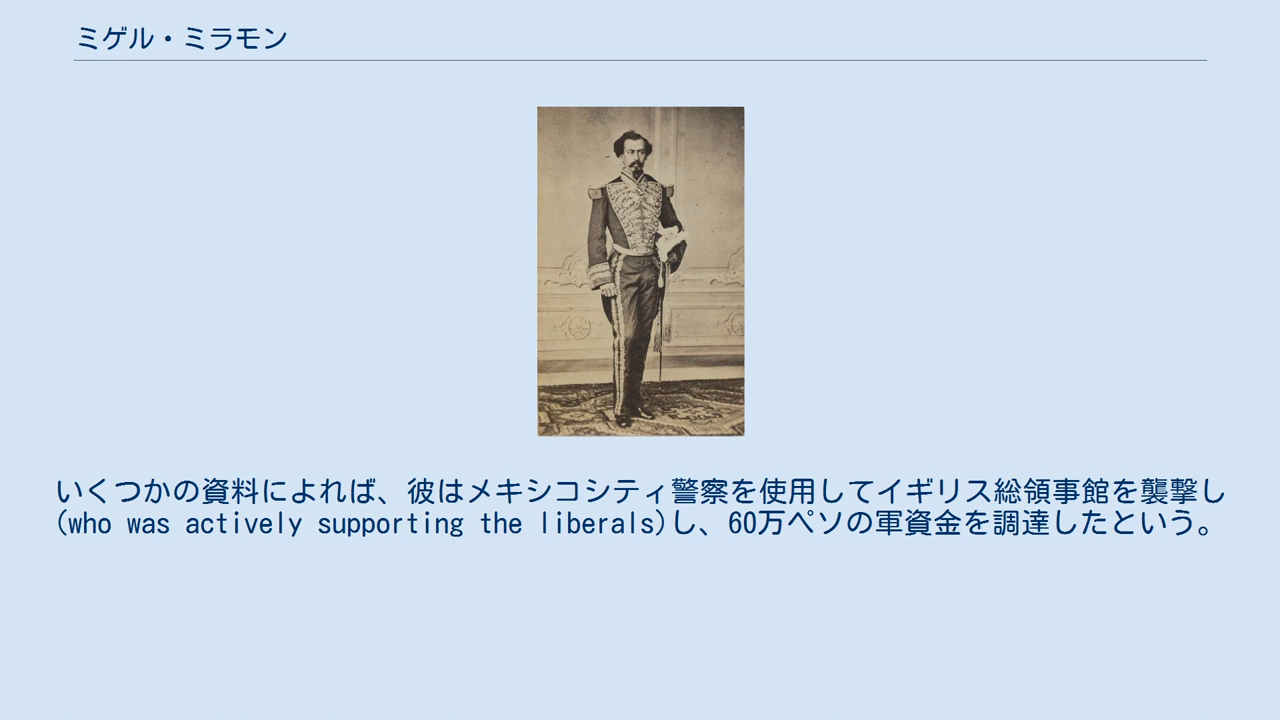 ミゲル・ミラモン
いくつかの資料によれば、彼はメキシコシティ警察を使用してイギリス総領事館を襲撃し
(who was actively supporting the liberals)し、60万ペソの軍資金を調達したという。